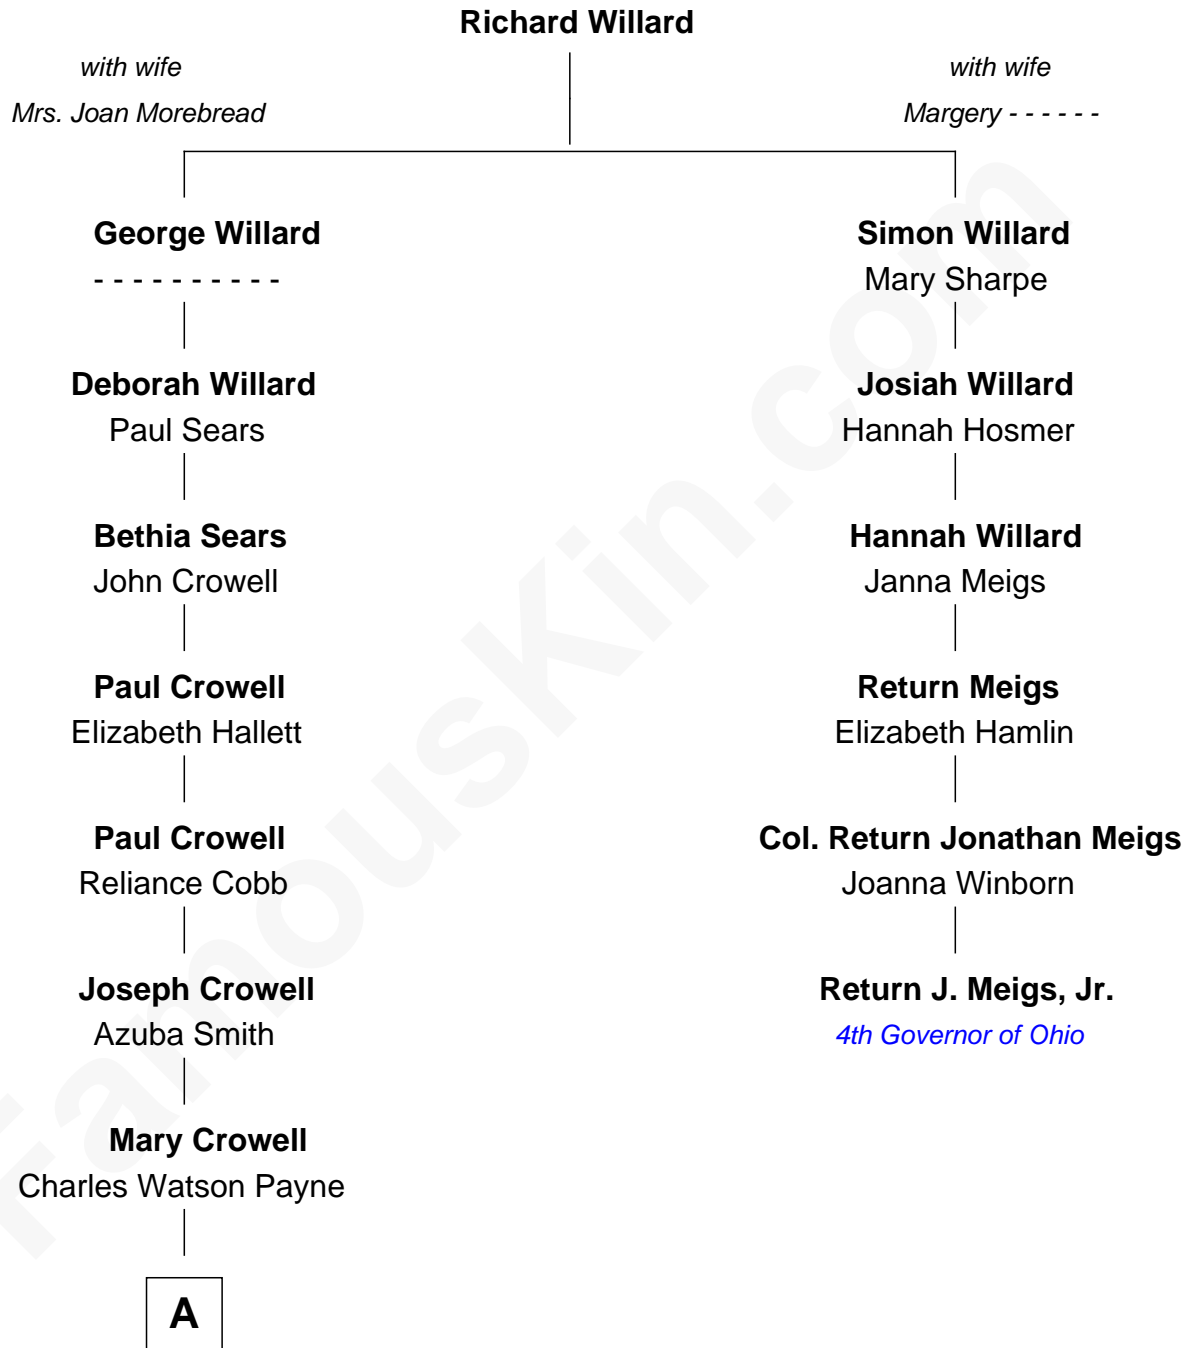 Richard Willard
with wife
Mrs. Joan Morebread
with wife
Margery - - - - - -
George Willard
- - - - - - - - - -
Simon Willard
Mary Sharpe
Deborah Willard
Paul Sears
Josiah Willard
Hannah Hosmer
Bethia Sears
John Crowell
Hannah Willard
Janna Meigs
Paul Crowell
Elizabeth Hallett
Return Meigs
Elizabeth Hamlin
Paul Crowell
Reliance Cobb
Col. Return Jonathan Meigs
Joanna Winborn
Joseph Crowell
Azuba Smith
Return J. Meigs, Jr.
4th Governor of Ohio
Mary Crowell
Charles Watson Payne
A
FamousKin.com